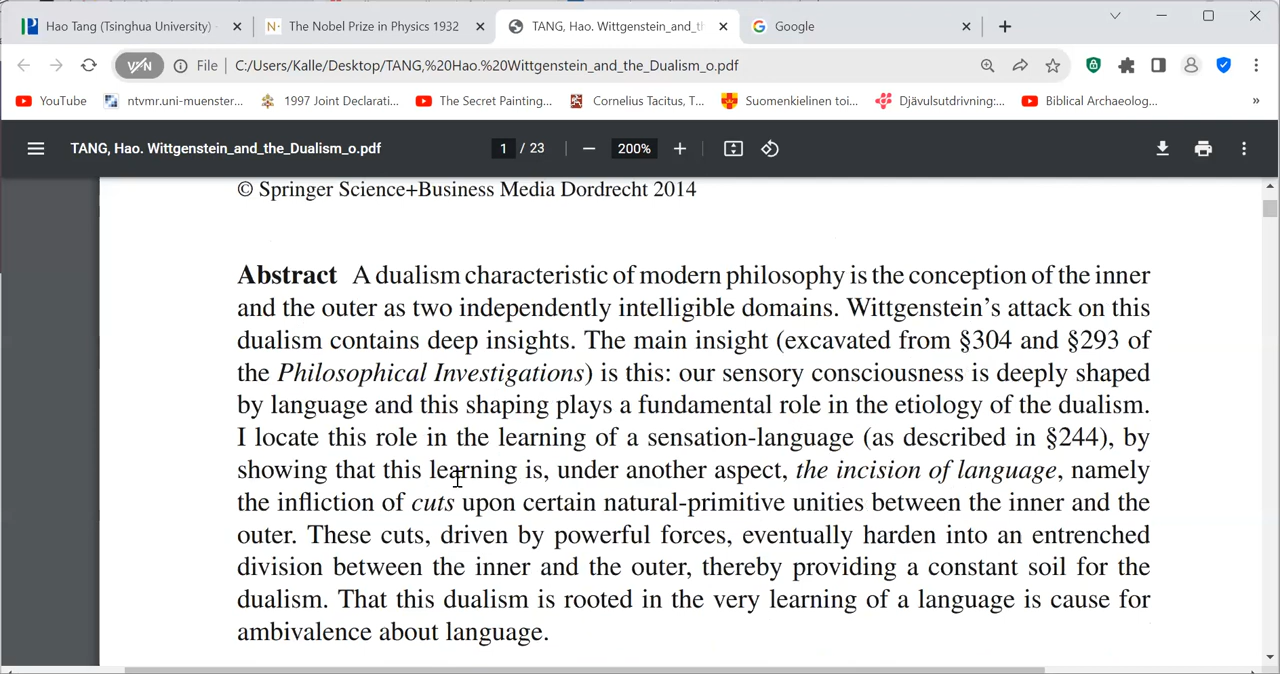 Hao Tang (Tsinghua University)
The Nobel Prize in Physics 1932
TANG, Hao. Wittgenstein_and_th
Google
File
C:/Users/Kalle/Desktop/TANG,%20Hao.%20Wittgenstein_and_the_Dualism_o.pdf
YouTube
ntvmr.uni-muenster...
1997 Joint Declarati...
The Secret Painting...
Cornelius Tacitus, T...
Suomenkielinen toi...
Djävulsutdrivning:...
Biblical Archaeolog...
»
TANG, Hao. Wittgenstein_and_the_Dualism_o.pdf
1 / 23
200%
© Springer Science+Business Media Dordrecht 2014
Abstract A dualism characteristic of modern philosophy is the conception of the inner
and the outer as two independently intelligible domains. Wittgenstein’s attack on this
dualism contains deep insights. The main insight (excavated from §304 and §293 of
the Philosophical Investigations) is this: our sensory consciousness is deeply shaped
by language and this shaping plays a fundamental role in the etiology of the dualism.
I locate this role in the learning of a sensation-language (as described in §244), by
showing that this learning is, under another aspect, the incision of language, namely
the infliction of cuts upon certain natural-primitive unities between the inner and the
outer. These cuts, driven by powerful forces, eventually harden into an entrenched
division between the inner and the outer, thereby providing a constant soil for the
dualism. That this dualism is rooted in the very learning of a language is cause for
ambivalence about language.